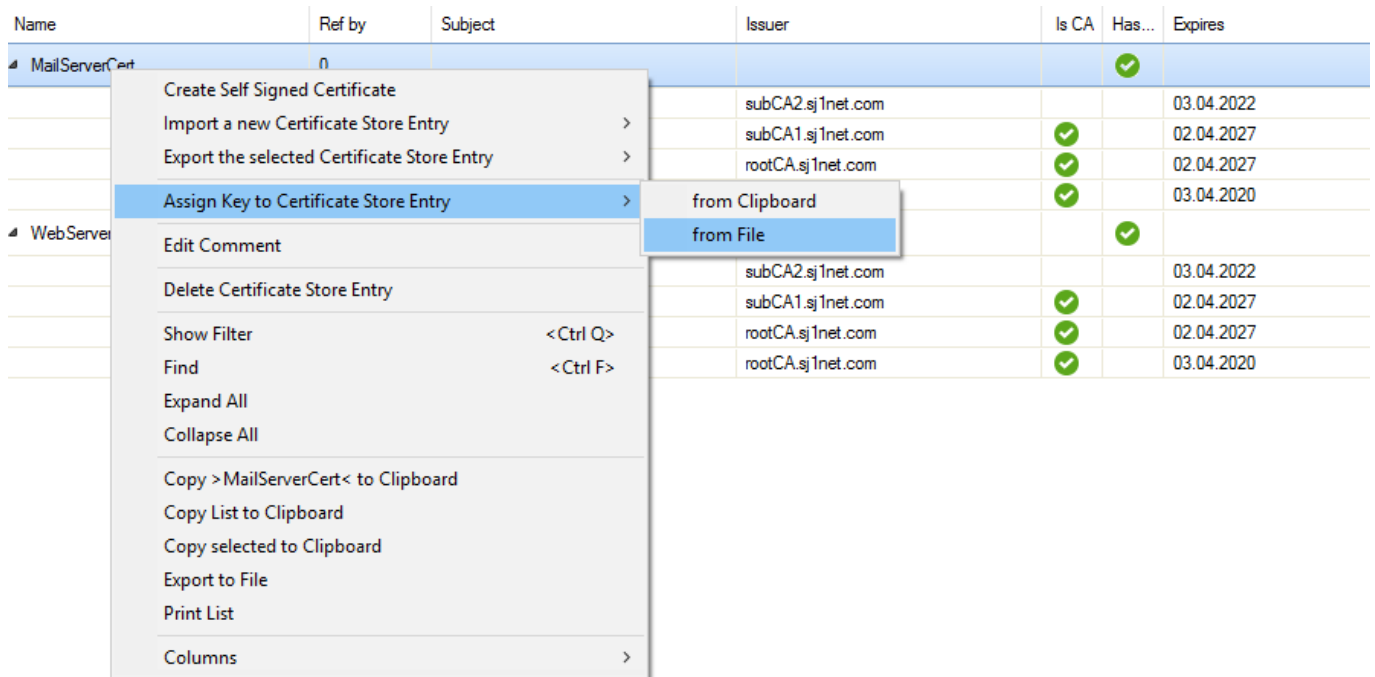 Name Ref by Subject Issuer Is CA Has... Expires
MailServerCert 0
Create Self Signed Certificate
subCA2.sj1net.com 03.04.2022
Import a new Certificate Store Entry >
subCA1.sj1net.com 02.04.2027
Export the selected Certificate Store Entry >
rootCA.sj1net.com 02.04.2027
Assign Key to Certificate Store Entry > from Clipboard 03.04.2020
WebServer from File
Edit Comment
subCA2.sj1net.com 03.04.2022
Delete Certificate Store Entry
subCA1.sj1net.com 02.04.2027
Show Filter <Ctrl Q> rootCA.sj1net.com 02.04.2027
Find <Ctrl F> rootCA.sj1net.com 03.04.2020
Expand All
Collapse All
Copy >MailServerCert< to Clipboard
Copy List to Clipboard
Copy selected to Clipboard
Export to File
Print List
Columns >